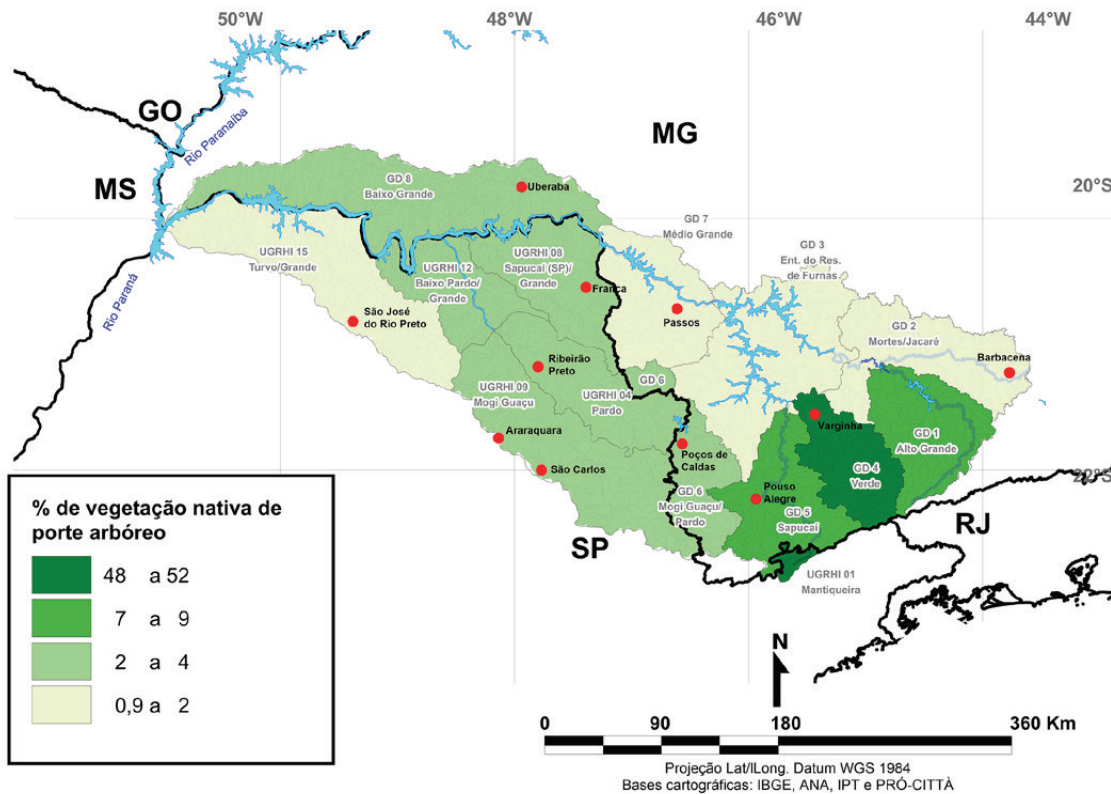 50°W
48°W
46°W
44°W
GO
Rio Paranaíba
MG
MS
20°S
GD 8
Baixo Grande
Uberaba
GD 7
Médio Grande
GD 3
Ent. do Res.
de Furnas
UGRHI 15
Turvo/Grande
UGRHI 12
Baixo Pardo/
Grande
UGRHI 08
Sapucaí (SP)/
Grande
Franca
Rio Paraná
São José
do Rio Preto
Passos
GD 2
Mortes/Jacaré
Barbacena
Ribeirão
Preto
GD 6
UGRHI 09
Mogi Guaçu
UGRHI 04
Pardo
Araraquara
São Carlos
Poços de
Caldas
Varginha
GD 1
Alto Grande
GD 4
Verde
22°S
Pouso
Alegre
GD 6
Mogi Guaçu/
Pardo
GD 5
Sapucaí
SP
RJ
UGRHI 01
Mantiqueira
% de vegetação nativa de
porte arbóreo
48 a 52
7 a 9
2 a 4
0,9 a 2
N
0 90 180 360 Km
Projeção Lat/lLong. Datum WGS 1984
Bases cartográficas: IBGE, ANA, IPT e PRÓ-CITTÀ